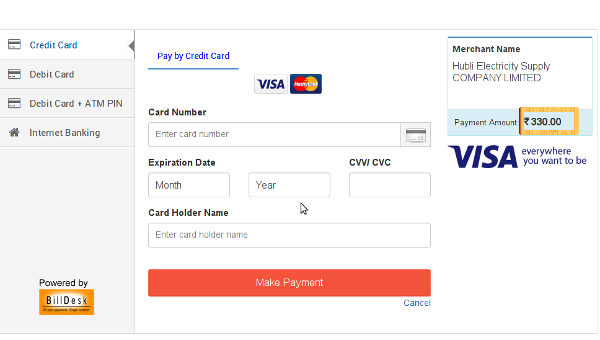 Credit Card
Debit Card
Debit Card + ATM PIN
Internet Banking
Powered by
BillDesk
Pay by Credit Card
VISA MasterCard
Card Number
Enter card number
Expiration Date CVV/ CVC
Month Year
Card Holder Name
Enter card holder name
Make Payment
Cancel
Merchant Name
Hubli Electricity Supply
COMPANY LIMITED
Payment Amount: ₹ 330.00
VISA everywhere
you want to be